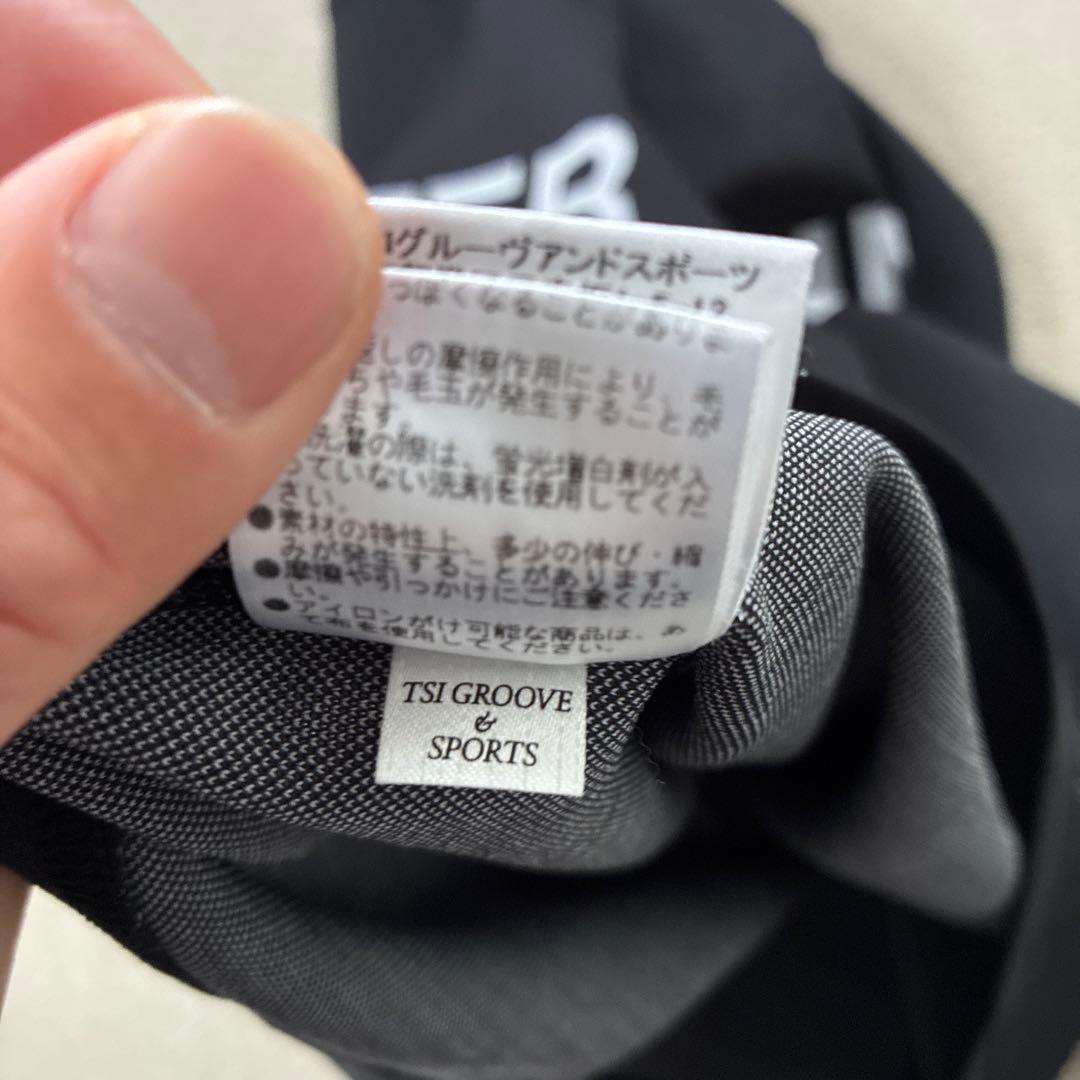 グルーヴアンドスポーツ
っぽくなることがありま
しの摩擦作用により、毛
ちや毛玉が発生することが
ます。
洗濯の際は、蛍光増白剤が入
っていない洗剤を使用してくだ
さい。
●素材の特性上、多少の伸び・縮
みが発生することがあります。
●摩擦や引っかけにご注意くださ
●アイロンがけ可能な商品は、あ
て布を使用してください。
TSI GROOVE
&
SPORTS